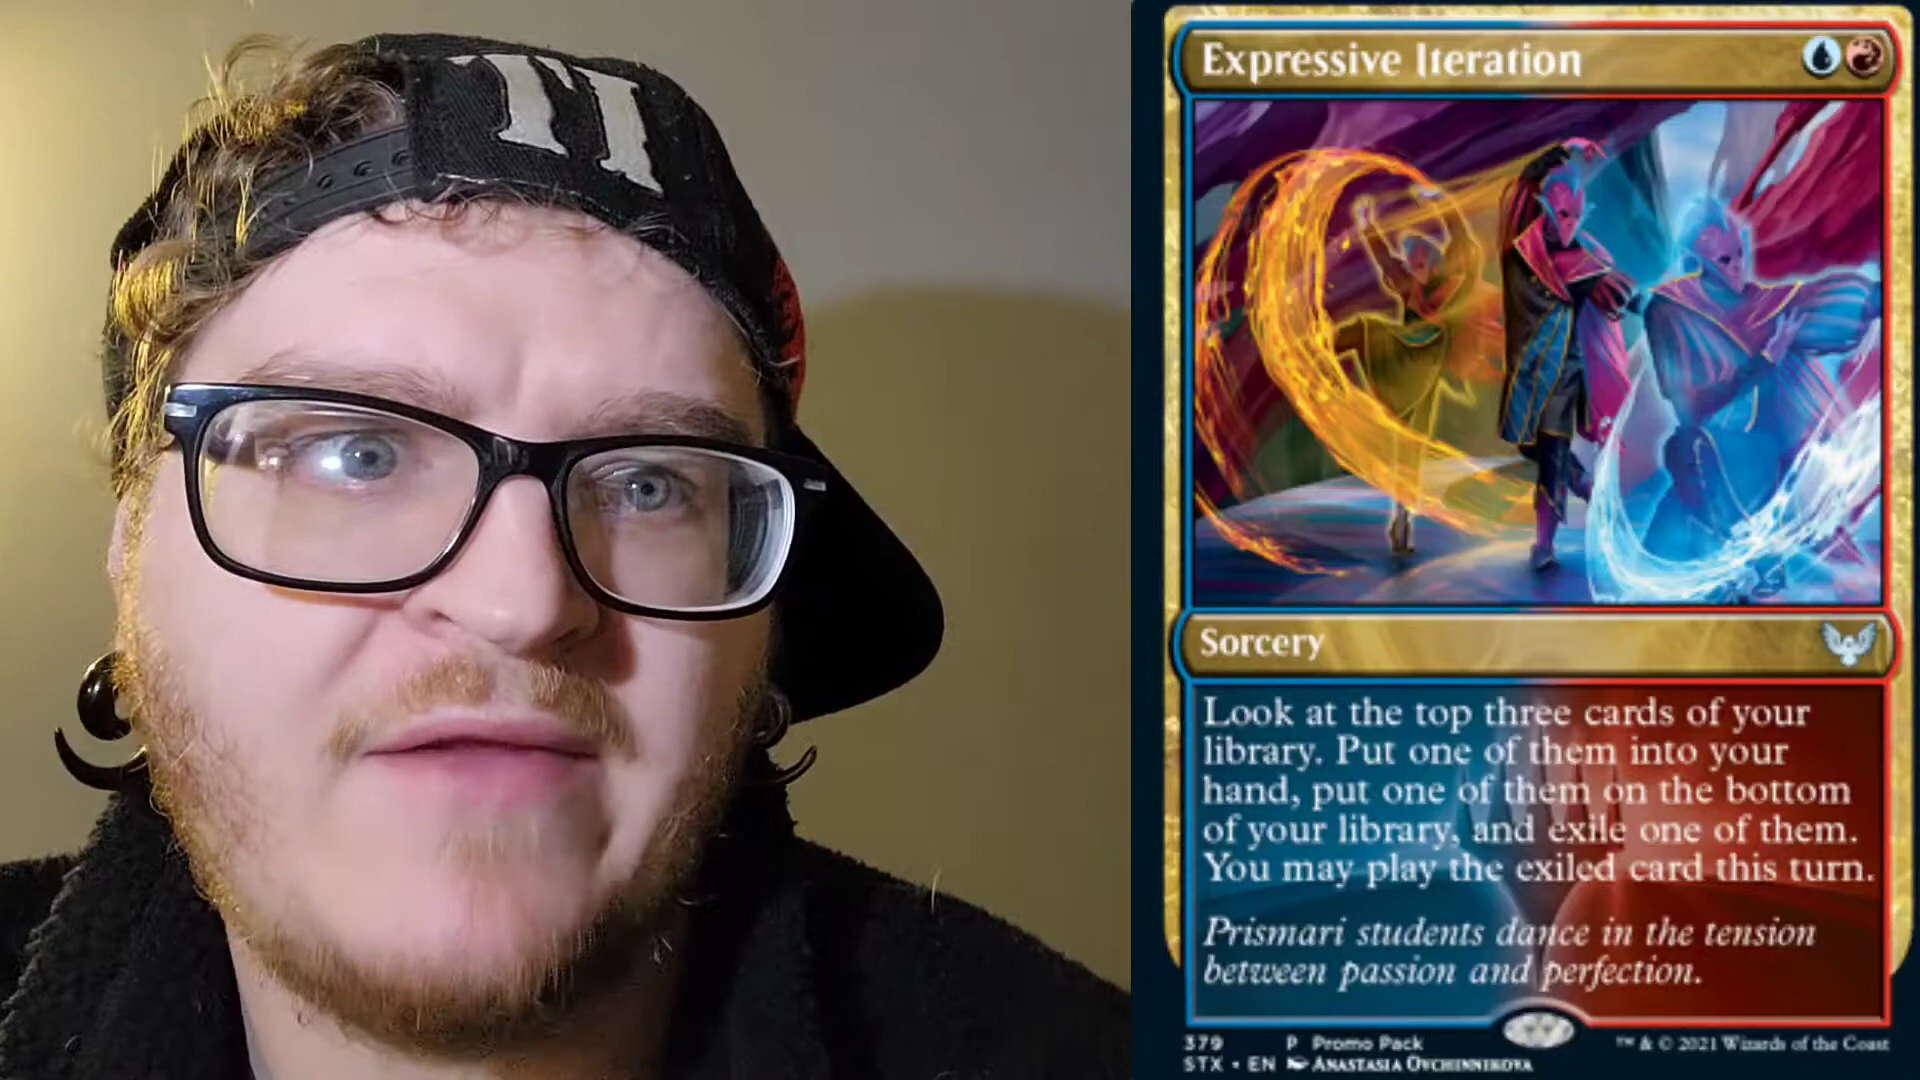 TI
Expressive Iteration
Sorcery
Look at the top three cards of your
library. Put one of them into your
hand, put one of them on the bottom
of your library, and exile one of them.
You may play the exiled card this turn.
Prismari students dance in the tension
between passion and perfection.
379 P Promo Pack
STX • EN Anastasia Ovchinnikova
™ & © 2021 Wizards of the Coast